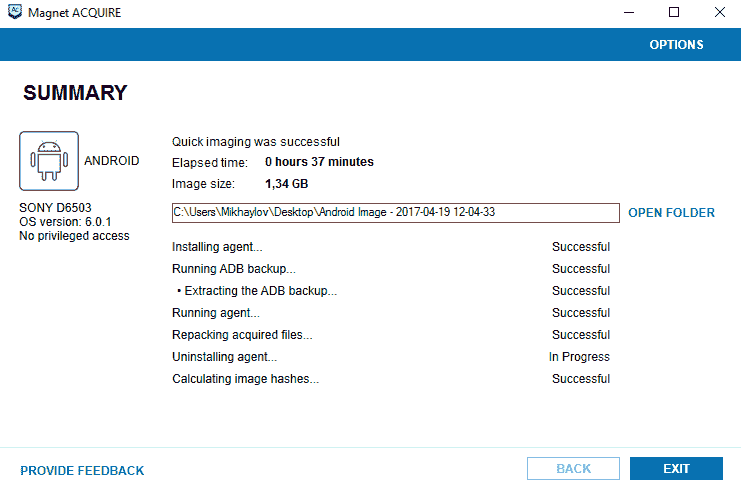 Magnet ACQUIRE
OPTIONS
SUMMARY
ANDROID
SONY D6503
OS version: 6.0.1
No privileged access
Quick imaging was successful
Elapsed time: 0 hours 37 minutes
Image size: 1,34 GB
C:\Users\Mikhaylov\Desktop\Android Image - 2017-04-19 12-04-33 OPEN FOLDER
Installing agent... Successful
Running ADB backup... Successful
• Extracting the ADB backup... Successful
Running agent... Successful
Repacking acquired files... Successful
Uninstalling agent... In Progress
Calculating image hashes... Successful
PROVIDE FEEDBACK
BACK
EXIT